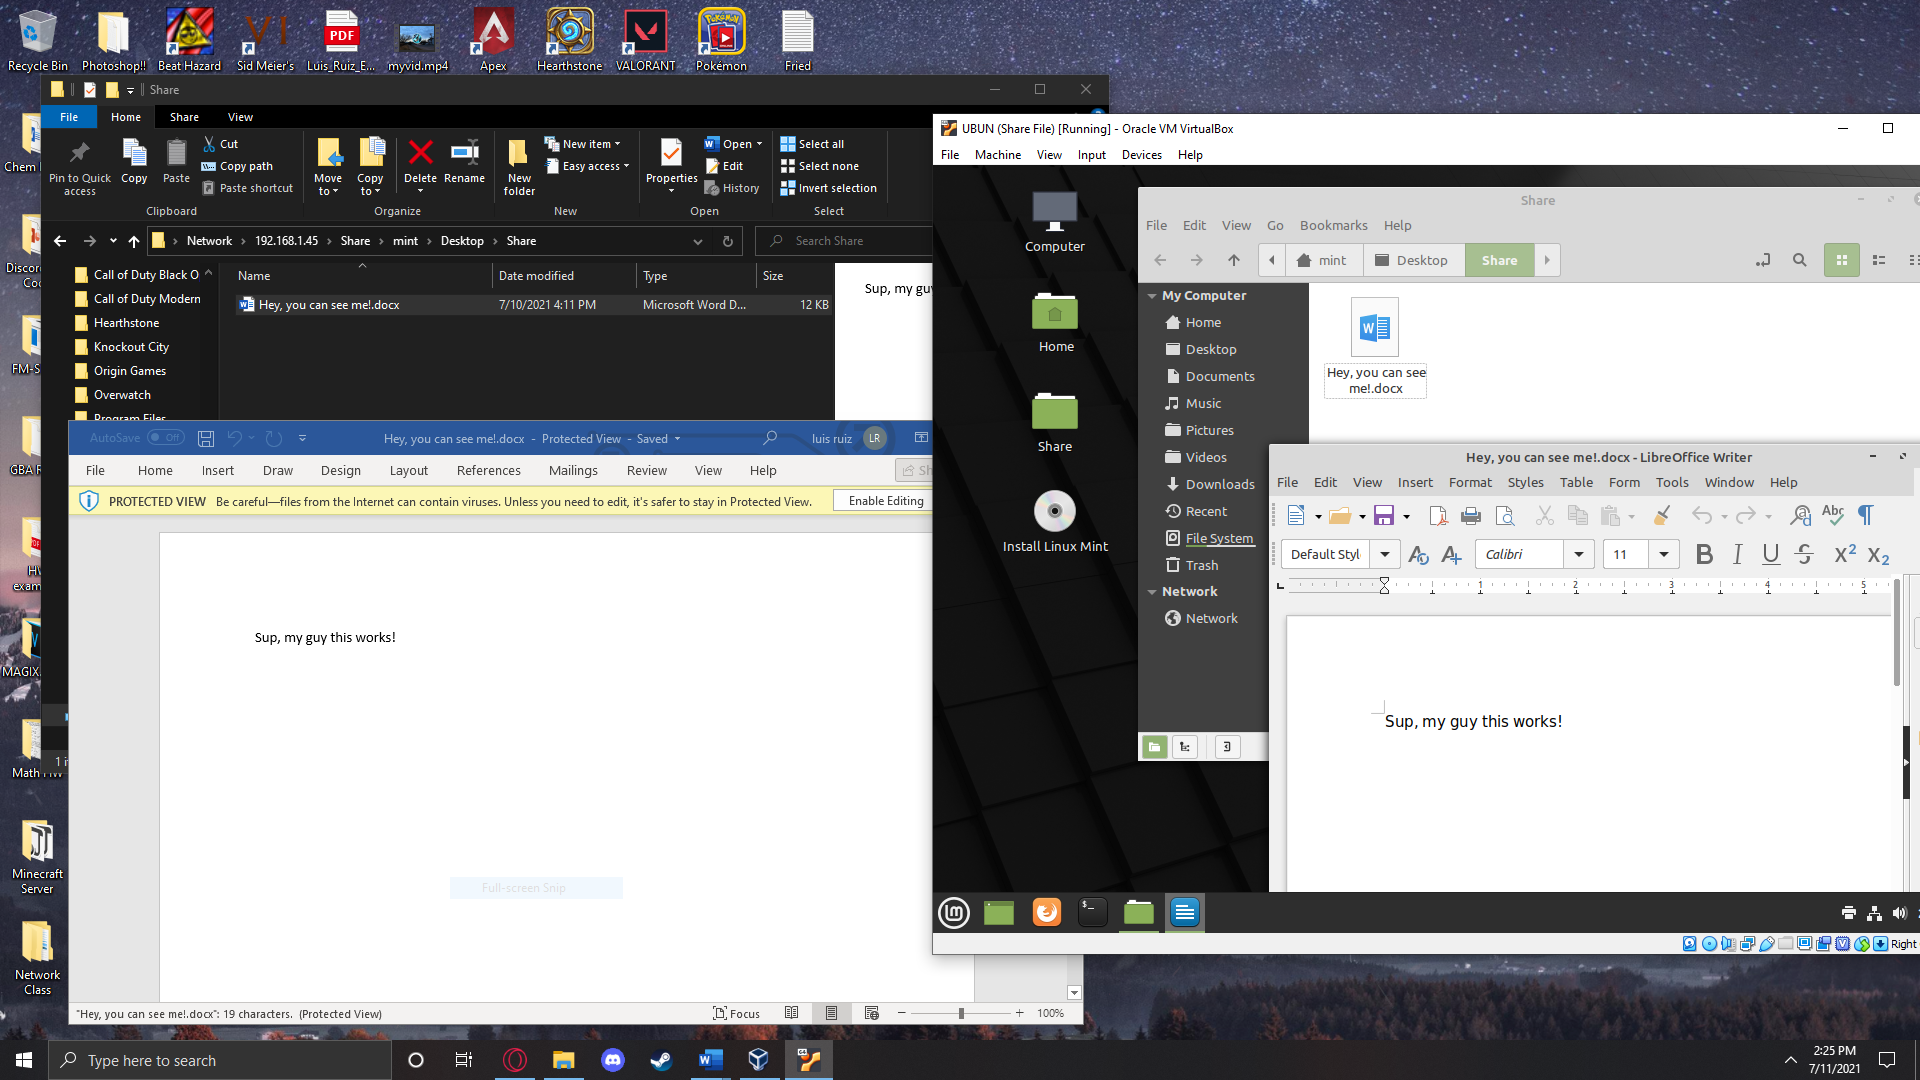 Recycle Bin
Photoshop!!
Beat Hazard
Sid Meier's
Luis_Ruiz_E...
myvid.mp4
Apex
Hearthstone
VALORANT
Pokémon
Fried
PDF
Share
File Home Share View
Pin to Quick access
Copy
Paste
Cut
Copy path
Paste shortcut
Clipboard
Move to
Copy to
Delete
Rename
Organize
New folder
New item
Easy access
New
Properties
Open
Edit
History
Open
Select all
Select none
Invert selection
Select
Network
192.168.1.45
Share
mint
Desktop
Share
Search Share
Call of Duty Black O
Call of Duty Modern
Hearthstone
Knockout City
Origin Games
Overwatch
Program Files
Name Date modified Type Size
Hey, you can see me!.docx 7/10/2021 4:11 PM Microsoft Word D... 12 KB
Sup, my guy
Chem
Discor
Co
FM-S
GBA R
H
exam
MAGIX
Math HW
Minecraft Server
Network Class
AutoSave Off
Hey, you can see me!.docx - Protected View - Saved
luis ruiz LR
File Home Insert Draw Design Layout References Mailings Review View Help
Sh
PROTECTED VIEW Be careful—files from the Internet can contain viruses. Unless you need to edit, it's safer to stay in Protected View.
Enable Editing
Sup, my guy this works!
Full-screen Snip
"Hey, you can see me!.docx": 19 characters. (Protected View)
Focus
100%
UBUN (Share File) [Running] - Oracle VM VirtualBox
File Machine View Input Devices Help
Computer
Home
Share
Install Linux Mint
Share
File Edit View Go Bookmarks Help
mint
Desktop
Share
My Computer
Home
Desktop
Documents
Music
Pictures
Videos
Downloads
Recent
File System
Trash
Network
Network
Hey, you can see
me!.docx
Hey, you can see me!.docx - LibreOffice Writer
File Edit View Insert Format Styles Table Form Tools Window Help
Default Styl
Calibri
11
1 2 3 4 5
Sup, my guy this works!
Right
Type here to search
2:25 PM
7/11/2021